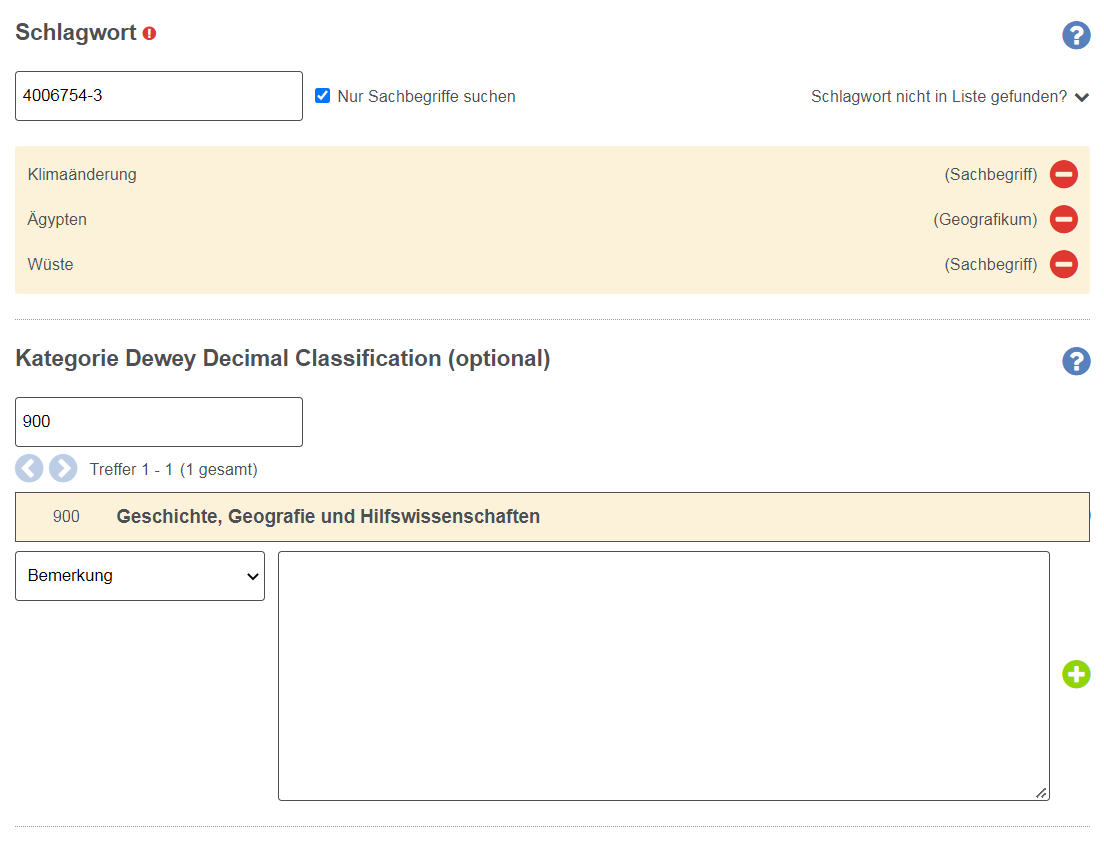 Schlagwort
4006754-3
Nur Sachbegriffe suchen
Schlagwort nicht in Liste gefunden?
Klimaänderung (Sachbegriff)
Ägypten (Geografikum)
Wüste (Sachbegriff)
Kategorie Dewey Decimal Classification (optional)
900
Treffer 1 - 1 (1 gesamt)
900 Geschichte, Geografie und Hilfswissenschaften
Bemerkung